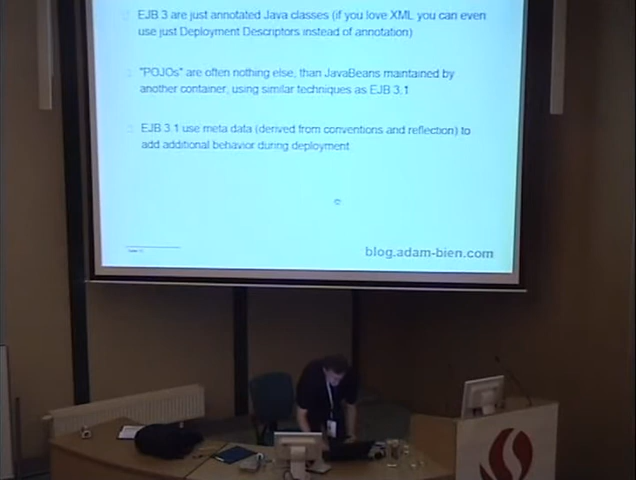 EJB 3 are just annotated Java classes (if you love XML you can even
use just Deployment Descriptors instead of annotation)
"POJOs" are often nothing else, than JavaBeans maintained by
another container, using similar techniques as EJB 3.1
EJB 3.1 use meta data (derived from conventions and reflection) to
add additional behavior during deployment
blog.adam-bien.com